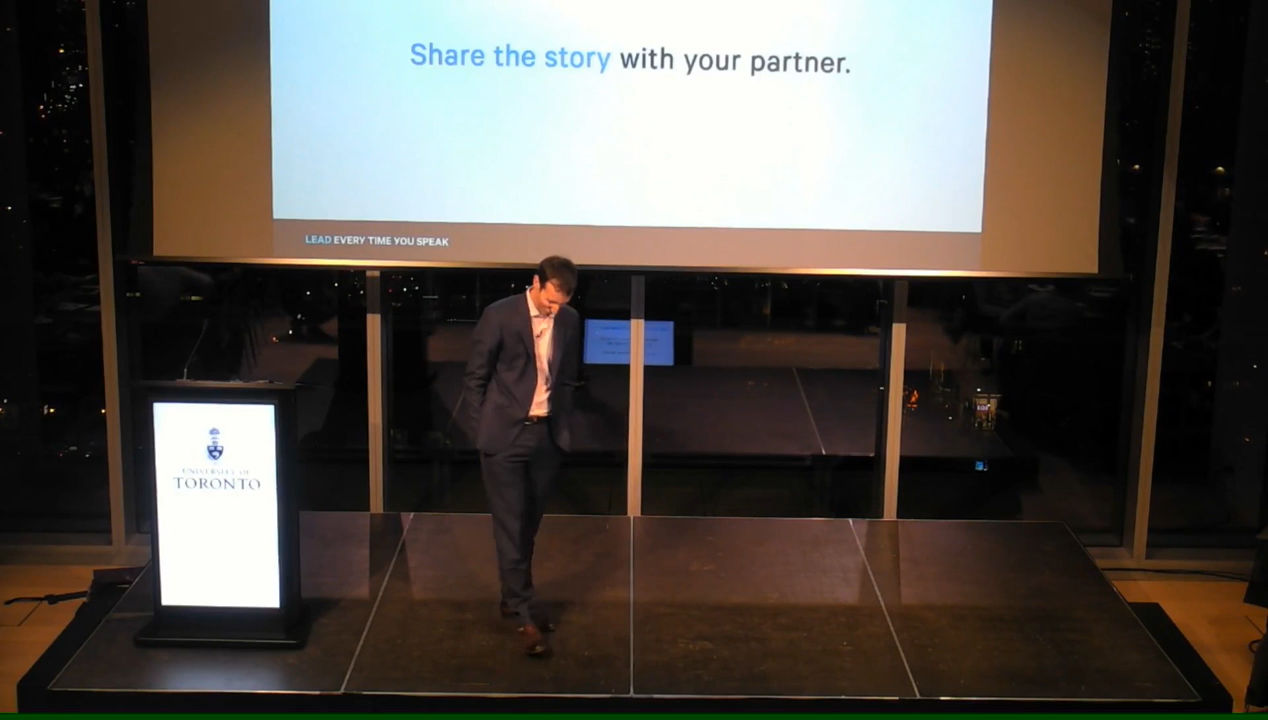 Share the story with your partner.
LEAD EVERY TIME YOU SPEAK
UNIVERSITY OF
TORONTO